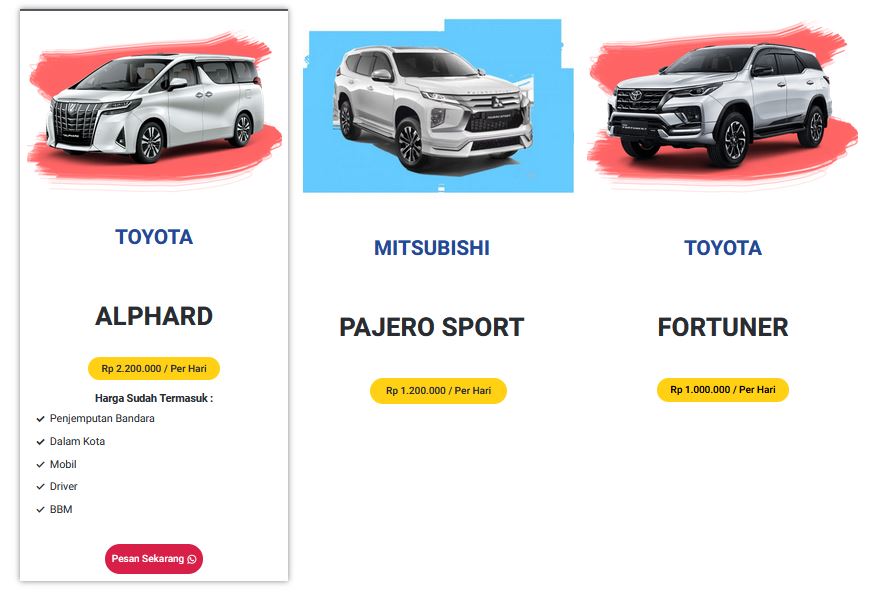 TOYOTA
ALPHARD
Rp 2.200.000 / Per Hari
Harga Sudah Termasuk :
Penjemputan Bandara
Dalam Kota
Mobil
Driver
BBM
Pesan Sekarang
MITSUBISHI
PAJERO SPORT
Rp 1.200.000 / Per Hari
TOYOTA
FORTUNER
Rp 1.000.000 / Per Hari